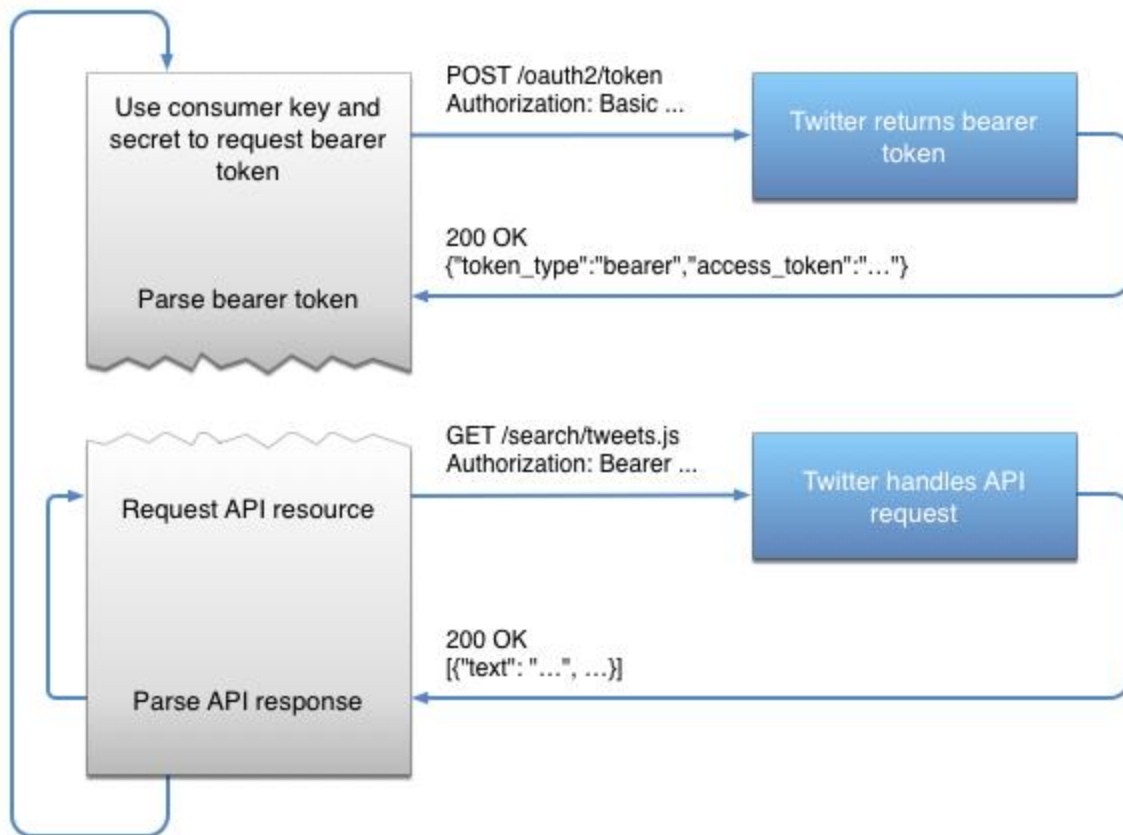 Use consumer key and
secret to request bearer
token
POST /oauth2/token
Authorization: Basic ...
Twitter returns bearer
token
200 OK
{"token_type":"bearer","access_token":"…"}
Parse bearer token
GET /search/tweets.js
Authorization: Bearer ...
Request API resource
Twitter handles API
request
200 OK
[{"text": "…", …}]
Parse API response